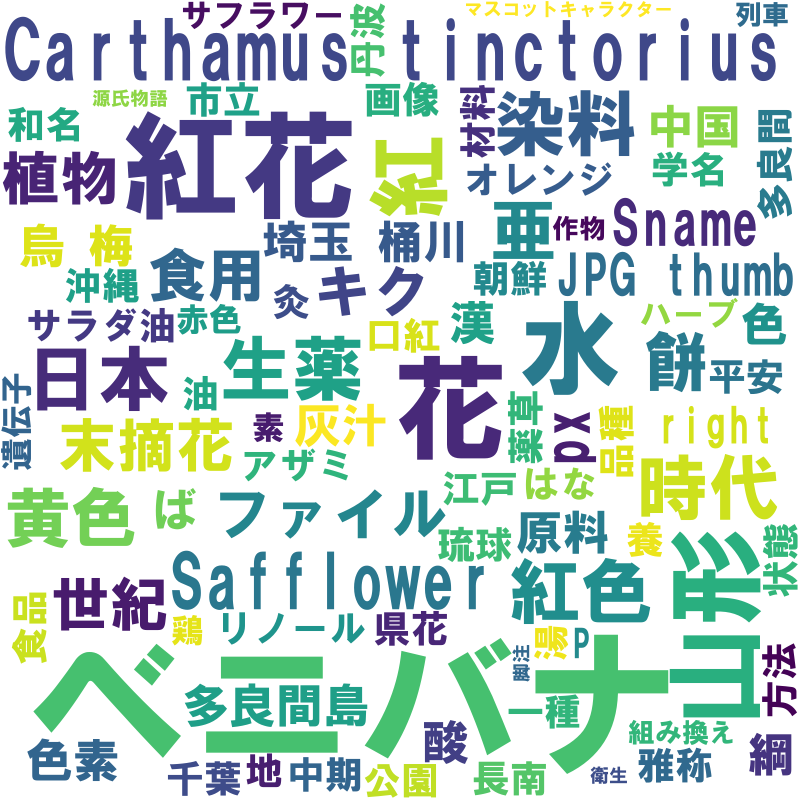 サフラワー
マスコットキャラクター
列車
Carthamus tinctorius
丹波
源氏物語
市立
画像
和名
材料
染料
中国
多良間
植物
紅花
紅
学名
オレンジ
烏 梅
埼玉
桶川
亜
作物
Sname
沖縄
食用
灸
キク
朝鮮
JPG thumb
サラダ油
赤色
口紅
漢
水
ハーブ
色
日本
生薬
花
餅
平安
遺伝子
油
素
灰汁
薬草
px
品種
right
末摘花
アザミ
江戸
はな
時代
黄色
ば
ファイル
琉球
原料
養
山形
状態
食品
世紀
Safflower
紅色
鶏
リノール
県花
湯
P
脚注
方法
ベニバナ
多良間島
一種
色素
酸
組み換え
綱
千葉
地
中期
公園
長南
衛生
雅称